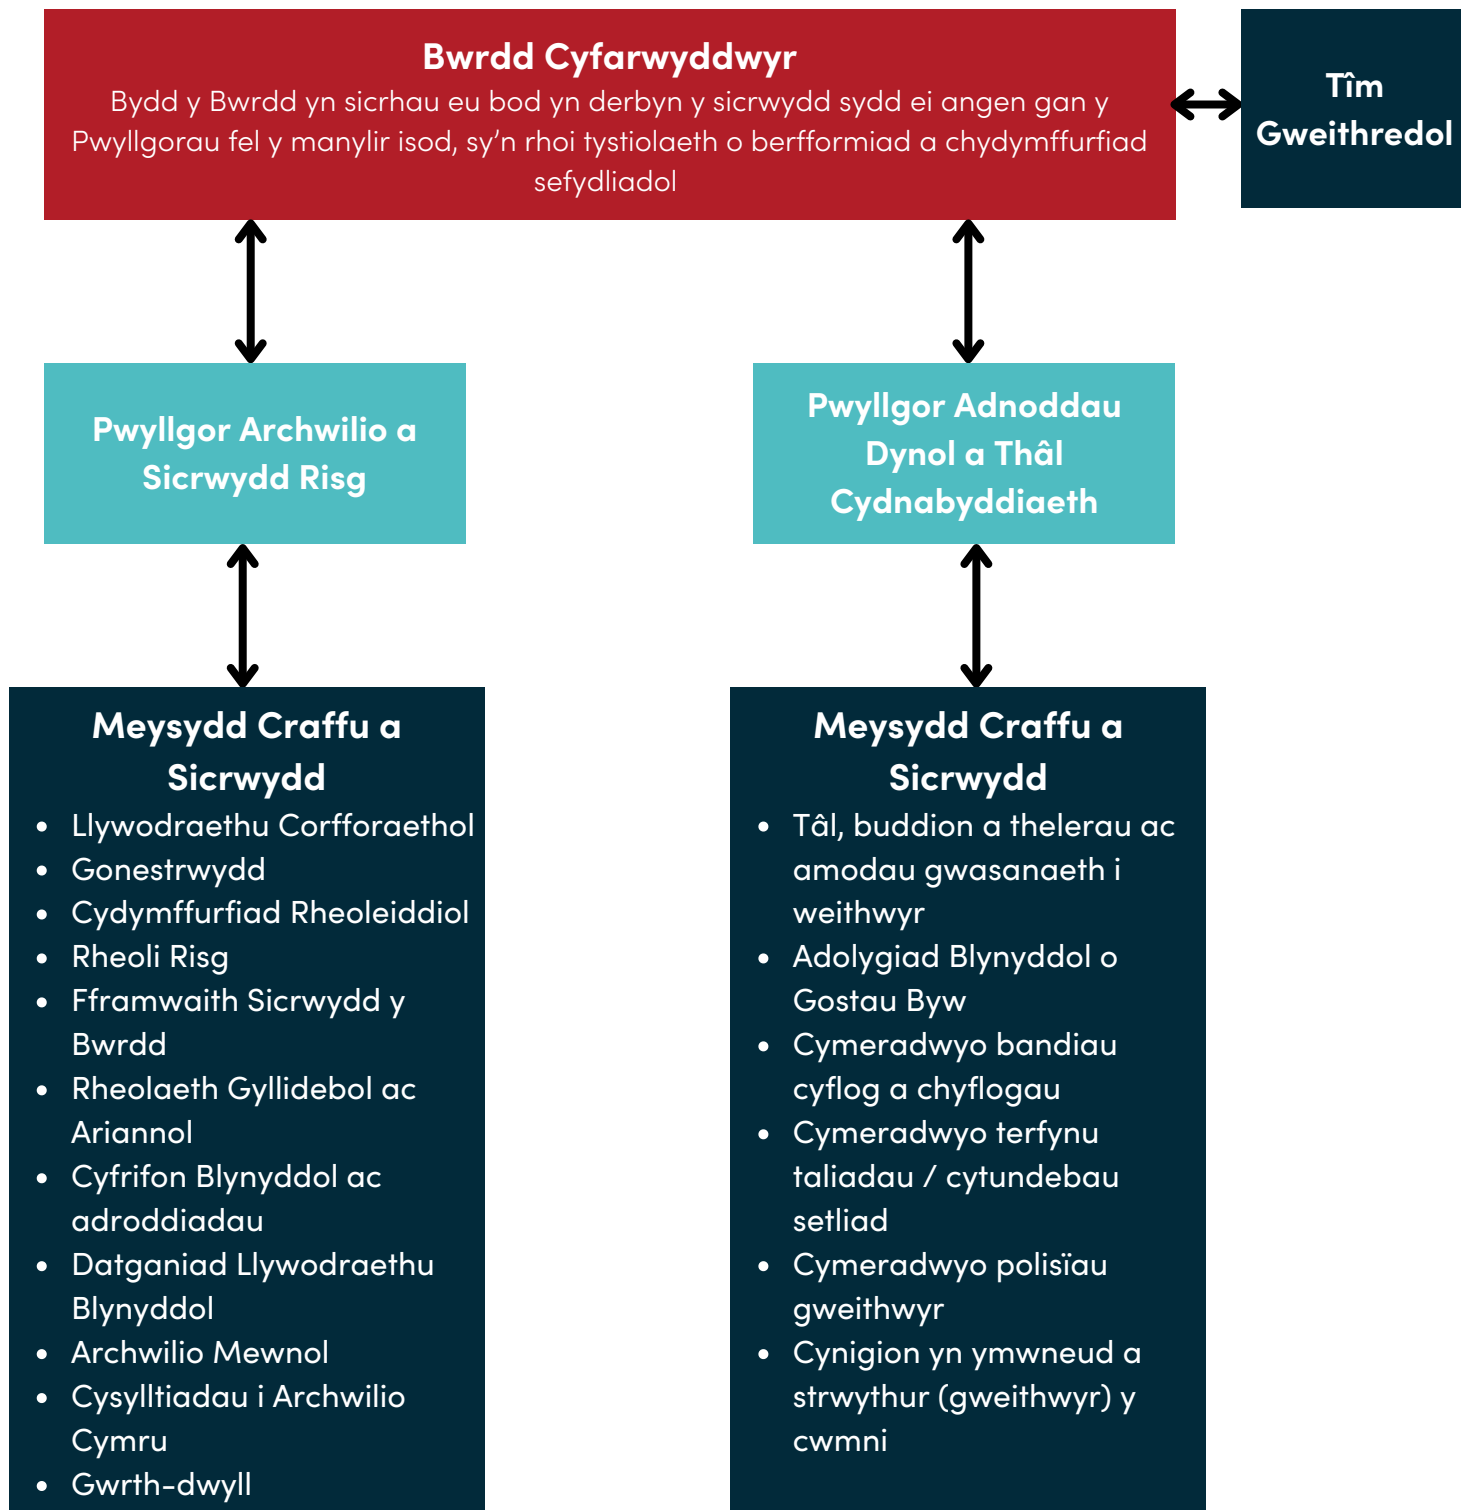 Bwrdd Cyfarwyddwyr
Bydd y Bwrdd yn sicrhau eu bod yn derbyn y sicrwydd sydd ei angen gan y
Pwyllgorau fel y manylir isod, sy'n rhoi tystiolaeth o berfformiad a chydymffurfiad
sefydliadol
Tîm
Gweithredol
Pwyllgor Archwilio a
Sicrwydd Risg
Pwyllgor Adnoddau
Dynol a Thâl
Cydnabyddiaeth
Meysydd Craffu a
Sicrwydd
• Llywodraethu Corfforaethol
• Gonestrwydd
• Cydymffurfiad Rheoleiddiol
• Rheoli Risg
• Fframwaith Sicrwydd y
Bwrdd
• Rheolaeth Gyllidebol ac
Ariannol
• Cyfrifon Blynyddol ac
adroddiadau
• Datganiad Llywodraethu
Blynyddol
• Archwilio Mewnol
• Cysylltiadau i Archwilio
Cymru
• Gwrth-dwyll
Meysydd Craffu a
Sicrwydd
• Tâl, buddion a thelerau ac
amodau gwasanaeth i
weithwyr
• Adolygiad Blynyddol o
Gostau Byw
• Cymeradwyo bandiau
cyflog a chyflogau
• Cymeradwyo terfynu
taliadau / cytundebau
setliad
• Cymeradwyo polisïau
gweithwyr
• Cynigion yn ymwneud a
strwythur (gweithwyr) y
cwmni